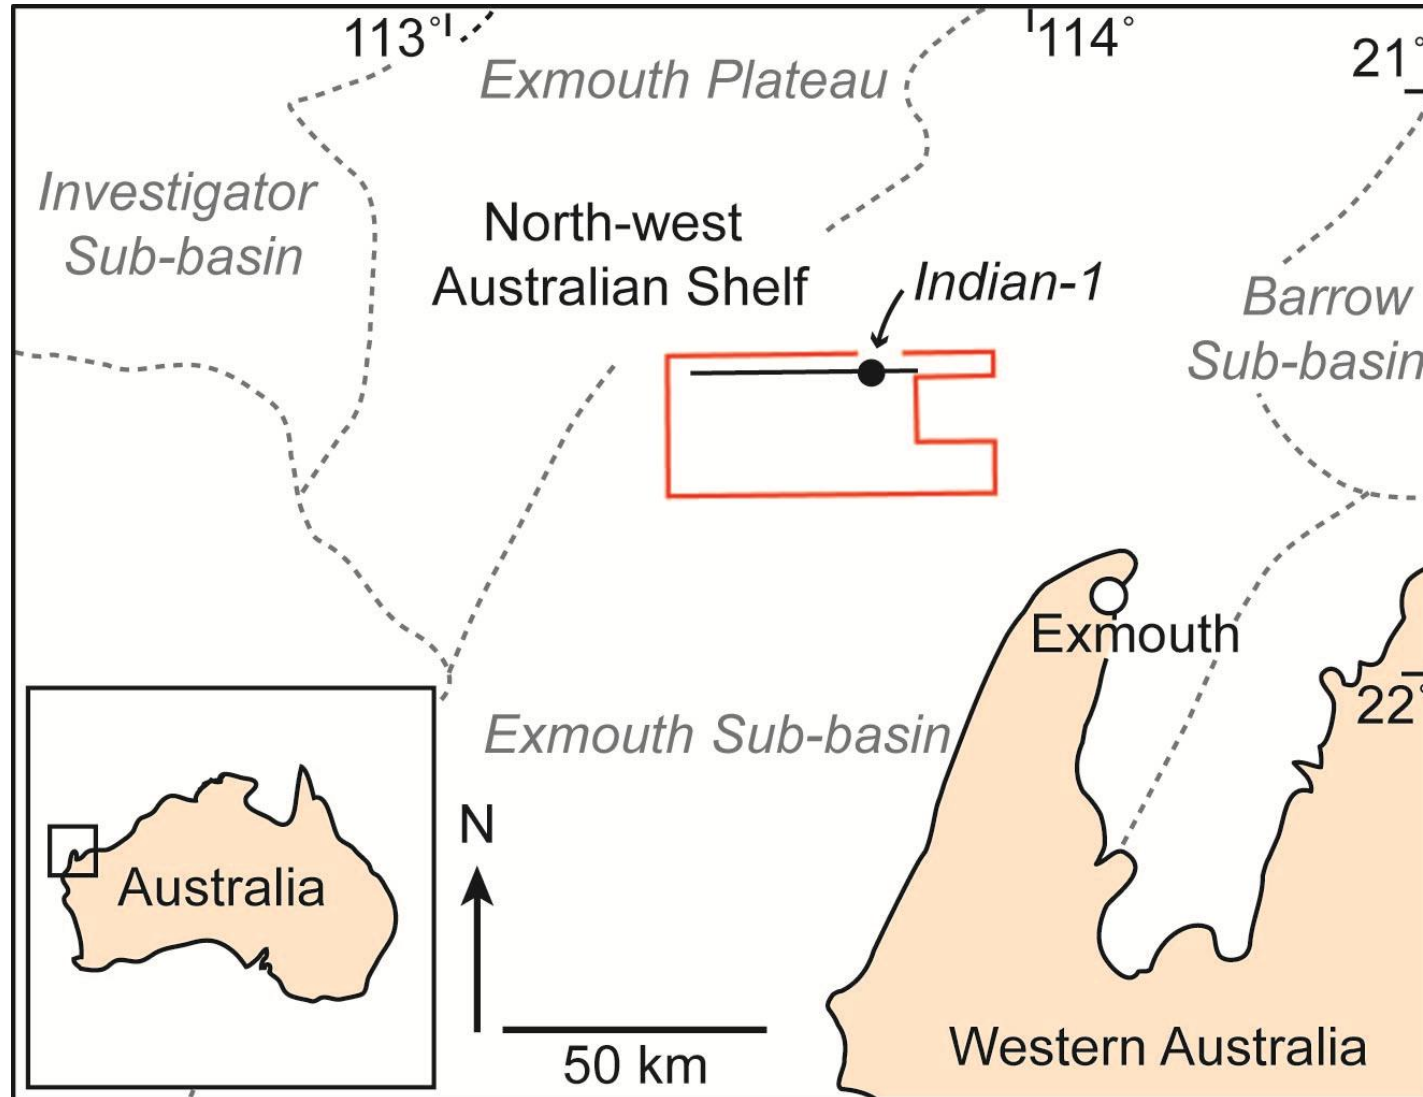 113°
114°
21°
Exmouth Plateau
Investigator
Sub-basin
North-west
Australian Shelf
Indian-1
Barrow
Sub-basin
Exmouth
22°
Exmouth Sub-basin
N
Australia
50 km
Western Australia